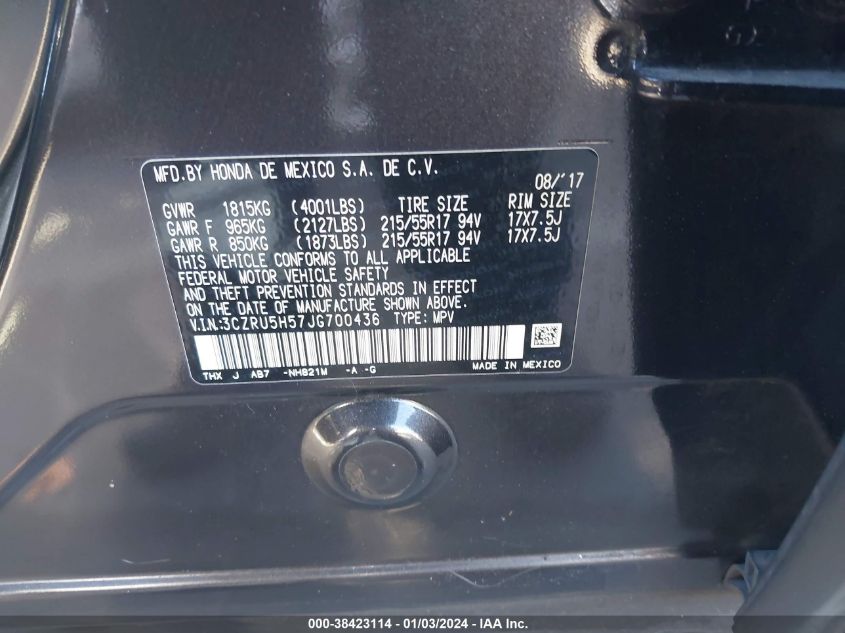 MFD.BY HONDA DE MEXICO S.A. DE C.V.
08/'17
GVWR 1815KG (4001LBS) TIRE SIZE RIM SIZE
GAWR F 965KG (2127LBS) 215/55R17 94V 17X7.5J
GAWR R 850KG (1873LBS) 215/55R17 94V 17X7.5J
THIS VEHICLE CONFORMS TO ALL APPLICABLE
FEDERAL MOTOR VEHICLE SAFETY
AND THEFT PREVENTION STANDARDS IN EFFECT
ON THE DATE OF MANUFACTURE SHOWN ABOVE.
V.I.N.:3CZRU5H57JG700436 TYPE: MPV
THX J AB7 -NH821M -A -G MADE IN MEXICO
000-38423114 - 01/03/2024 - IAA Inc.